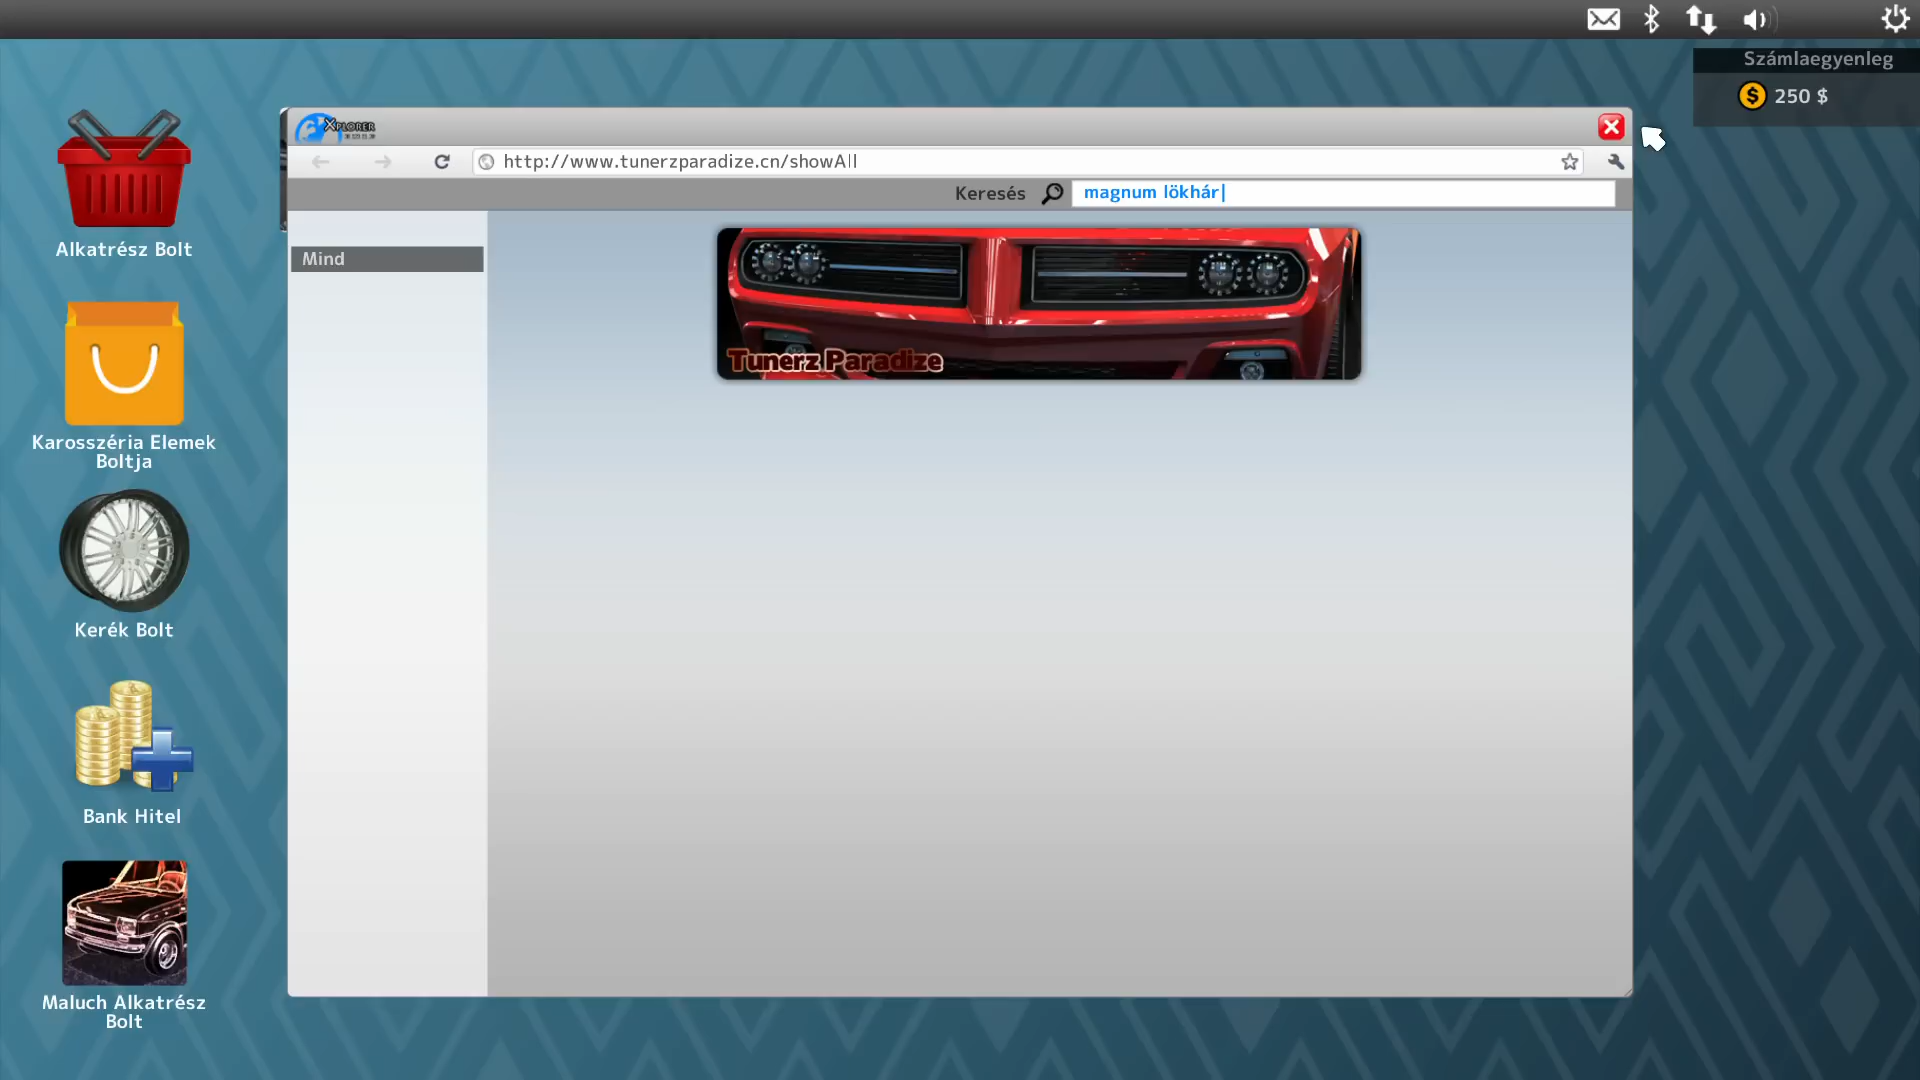 Számlaegyenleg
250 $
XPLORER
http://www.tunerzparadize.cn/showAll
Keresés
magnum lökhár
Mind
Tunerz Paradize
Alkatrész Bolt
Karosszéria Elemek
Boltja
Kerék Bolt
Bank Hitel
Maluch Alkatrész
Bolt